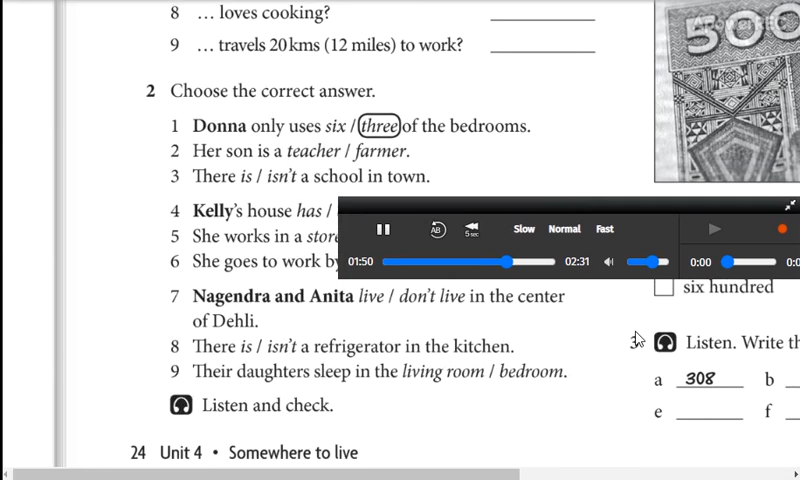 8 … loves cooking?
9 … travels 20 kms (12 miles) to work?
500
2 Choose the correct answer.
1 Donna only uses six / three of the bedrooms.
2 Her son is a teacher / farmer.
3 There is / isn't a school in town.
4 Kelly's house has /
5 She works in a store
6 She goes to work by
7 Nagendra and Anita live / don't live in the center
of Dehli.
8 There is / isn't a refrigerator in the kitchen.
9 Their daughters sleep in the living room / bedroom.
Listen and check.
24 Unit 4 • Somewhere to live
AB 5 sec Slow Normal Fast
01:50 02:31 0:00
six hundred
3 Listen. Write
a 308 b
e f